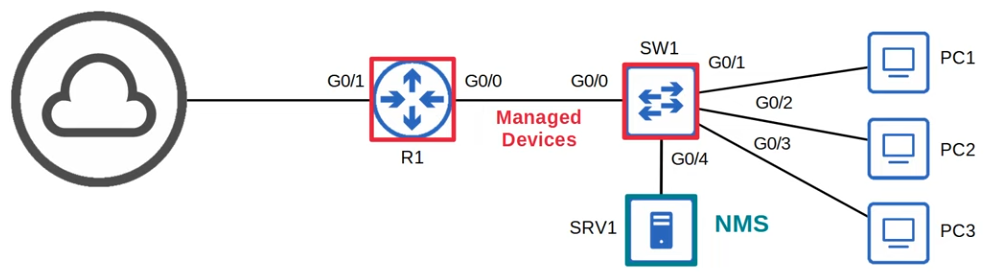 SW1
G0/1
PC1
G0/1
G0/0
G0/0
G0/2
Managed
Devices
R1
G0/3
PC2
G0/4
SRV1
NMS
PC3